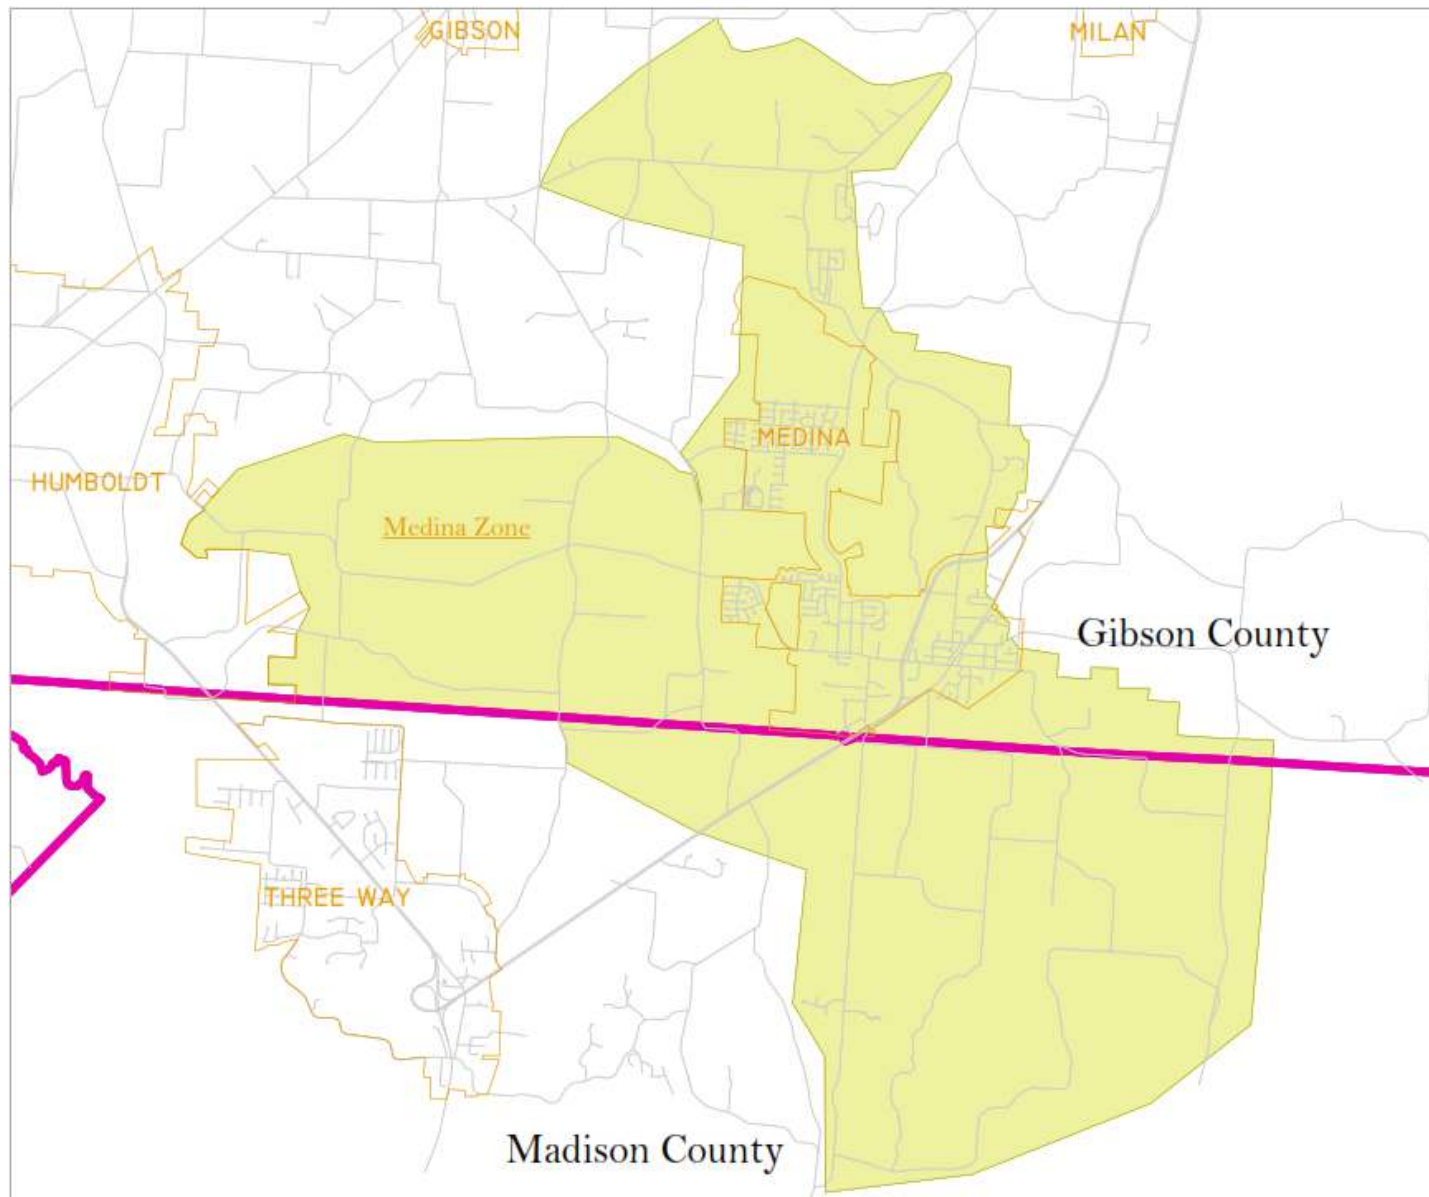 GIBSON
MILAN
MEDINA
HUMBOLDT
Medina Zone
Gibson County
THREE WAY
Madison County